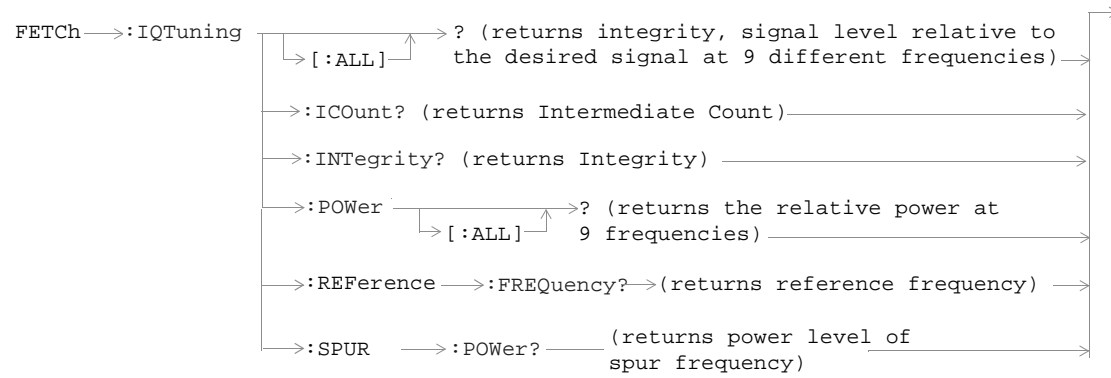 FETCh :IQTuning ? (returns integrity, signal level relative to
[:ALL] the desired signal at 9 different frequencies)
:ICOunt? (returns Intermediate Count)
:INTegrity? (returns Integrity)
:POWer ? (returns the relative power at
[:ALL] 9 frequencies)
:REFerence :FREQuency? (returns reference frequency)
:SPUR :POWer? (returns power level of
spur frequency)